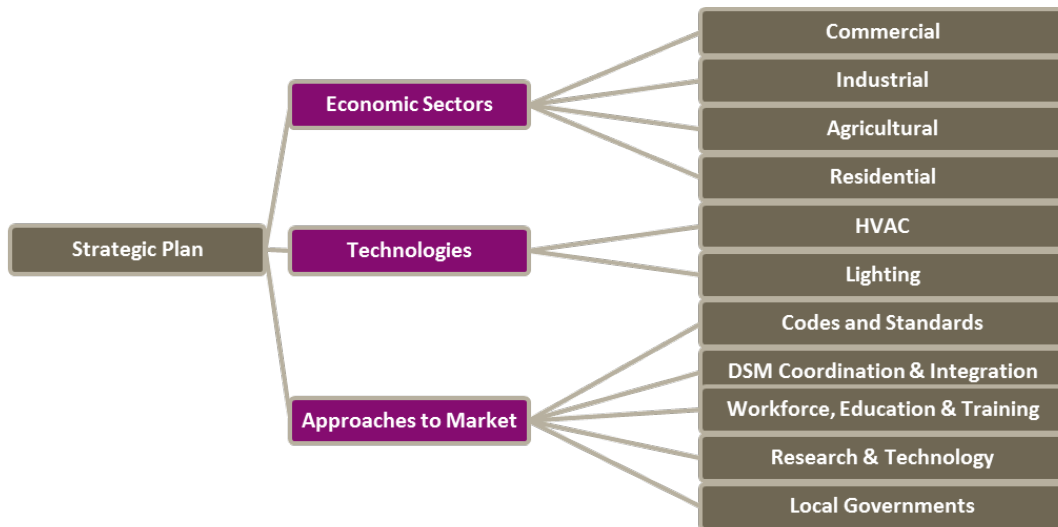 Strategic Plan
Economic Sectors
Commercial
Industrial
Agricultural
Residential
Technologies
HVAC
Lighting
Approaches to Market
Codes and Standards
DSM Coordination & Integration
Workforce, Education & Training
Research & Technology
Local Governments